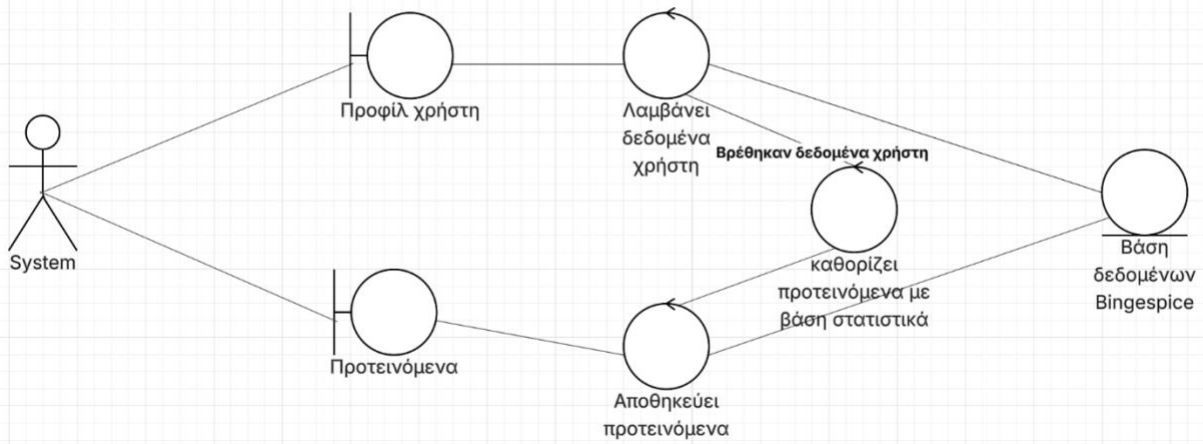 Προφίλ χρήστη
Λαμβάνει
δεδομένα
χρήστη
Βρέθηκαν δεδομένα χρήστη
System
καθορίζει
προτεινόμενα με
βάση στατιστικά
Βάση
δεδομένων
Bingespice
Προτεινόμενα
Αποθηκεύει
προτεινόμενα